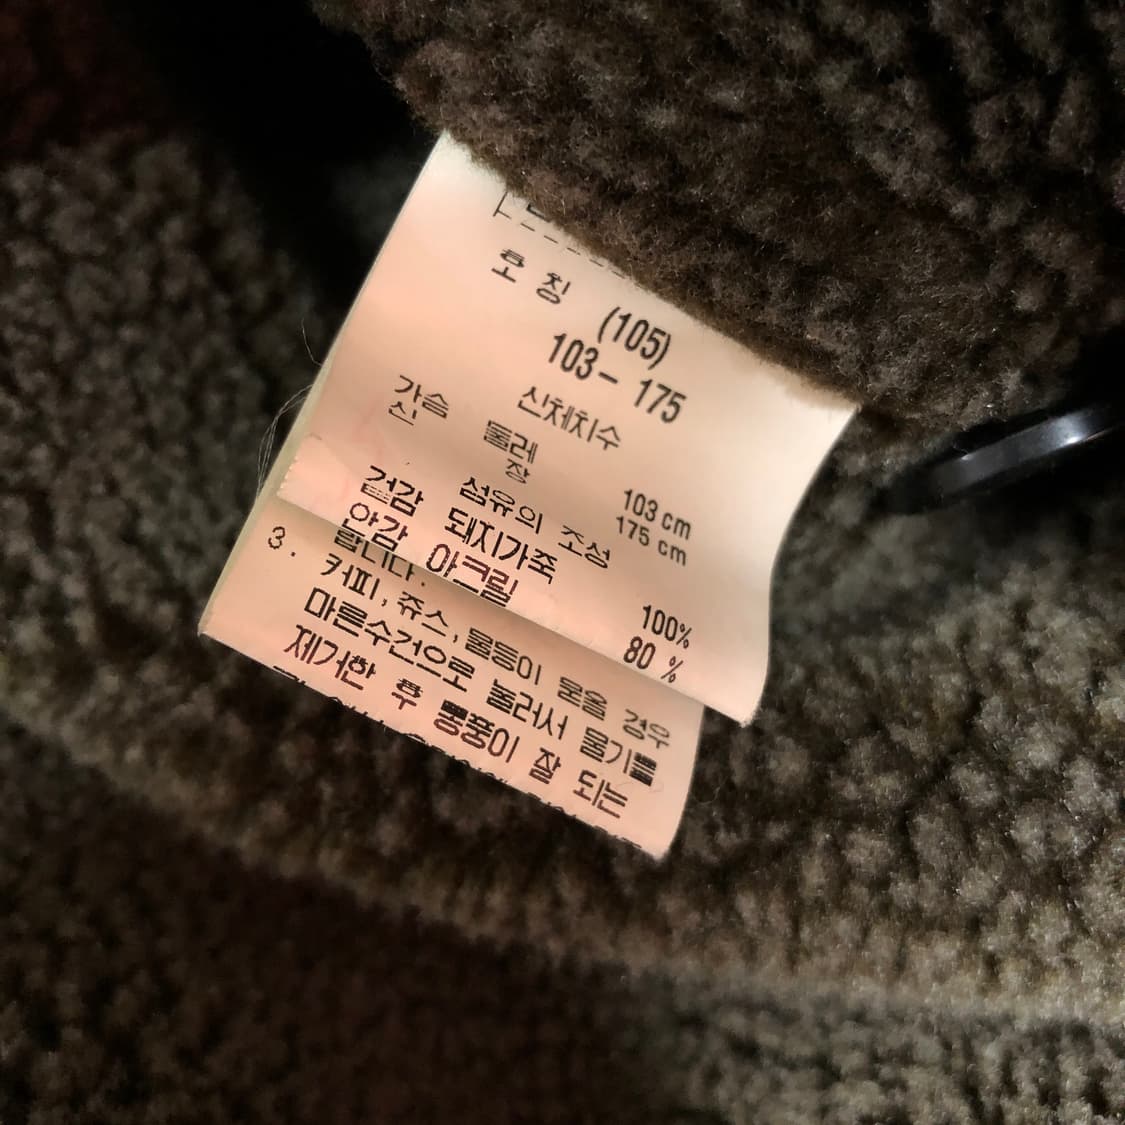 호 칭
(105)
103 - 175
신체치수
가슴 둘레 103 cm
신 장 175 cm
섬유의 조성
겉감 돼지가죽 100%
안감 아크릴 80 %
합니다.
3. 커피, 쥬스, 물등이 묻을 경우
마른수건으로 눌러서 물기를
제거한 후 통풍이 잘 되는